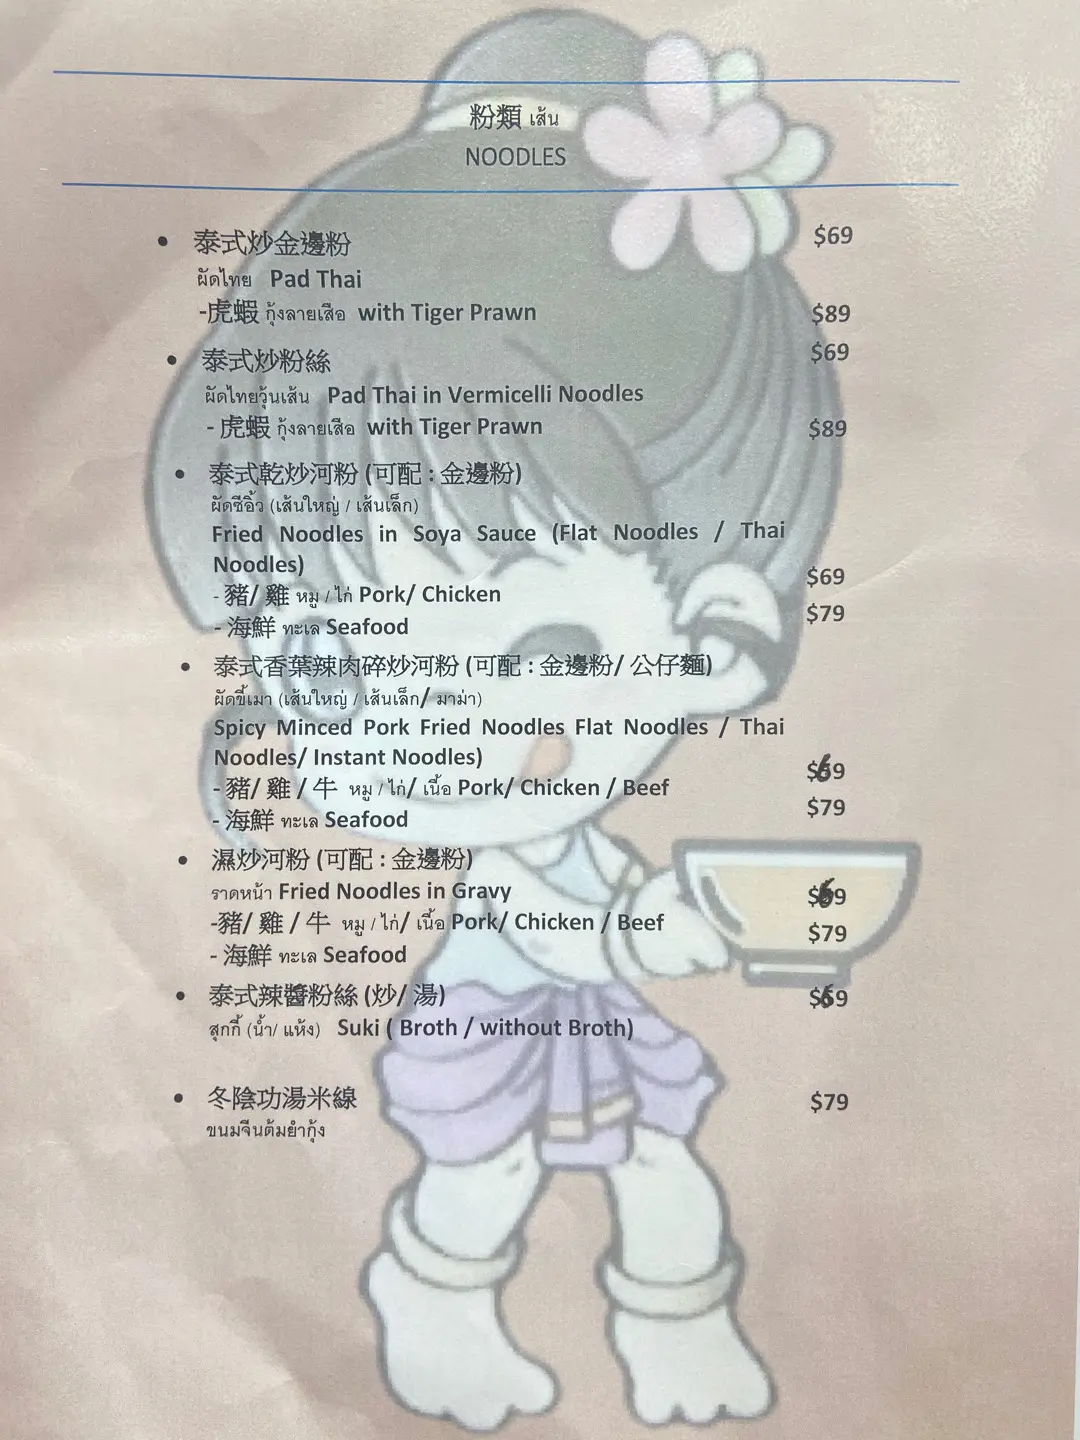 粉類 เส้น
NOODLES
• 泰式炒金邊粉 $69
ผัดไทย Pad Thai
-虎蝦 กุ้งลายเสือ with Tiger Prawn $89
• 泰式炒粉絲 $69
ผัดไทยวุ้นเส้น Pad Thai in Vermicelli Noodles
- 虎蝦 กุ้งลายเสือ with Tiger Prawn $89
• 泰式乾炒河粉 (可配 : 金邊粉)
ผัดซีอิ้ว (เส้นใหญ่ / เส้นเล็ก)
Fried Noodles in Soya Sauce (Flat Noodles / Thai
Noodles)
- 豬/ 雞 หมู / ไก่ Pork/ Chicken $69
- 海鮮 ทะเล Seafood $79
• 泰式香葉辣肉碎炒河粉 (可配 : 金邊粉/ 公仔麵)
ผัดขี้เมา (เส้นใหญ่ / เส้นเล็ก/ มาม่า)
Spicy Minced Pork Fried Noodles Flat Noodles / Thai
Noodles/ Instant Noodles)
- 豬/ 雞 / 牛 หมู / ไก่/ เนื้อ Pork/ Chicken / Beef $69
- 海鮮 ทะเล Seafood $79
• 濕炒河粉 (可配 : 金邊粉)
ราดหน้า Fried Noodles in Gravy $69
-豬/ 雞 / 牛 หมู / ไก่/ เนื้อ Pork/ Chicken / Beef $79
- 海鮮 ทะเล Seafood
• 泰式辣醬粉絲 (炒/ 湯) $69
สุกกี้ (น้ำ/ แห้ง) Suki ( Broth / without Broth)
• 冬陰功湯米線 $79
ขนมจีนต้มยำกุ้ง